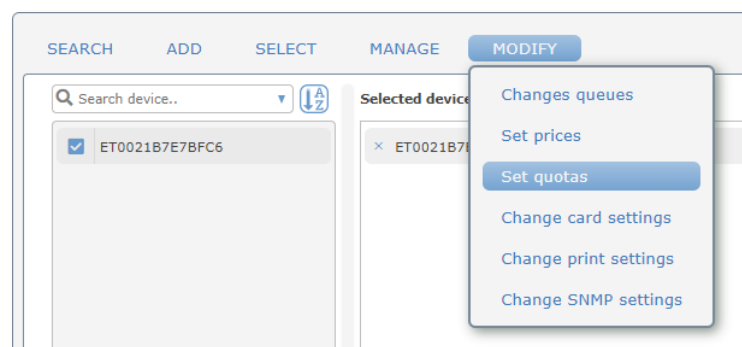 SEARCH ADD SELECT MANAGE MODIFY
Search device..
Selected device
ET0021B7E7BFC6
× ET0021B7
Changes queues
Set prices
Set quotas
Change card settings
Change print settings
Change SNMP settings